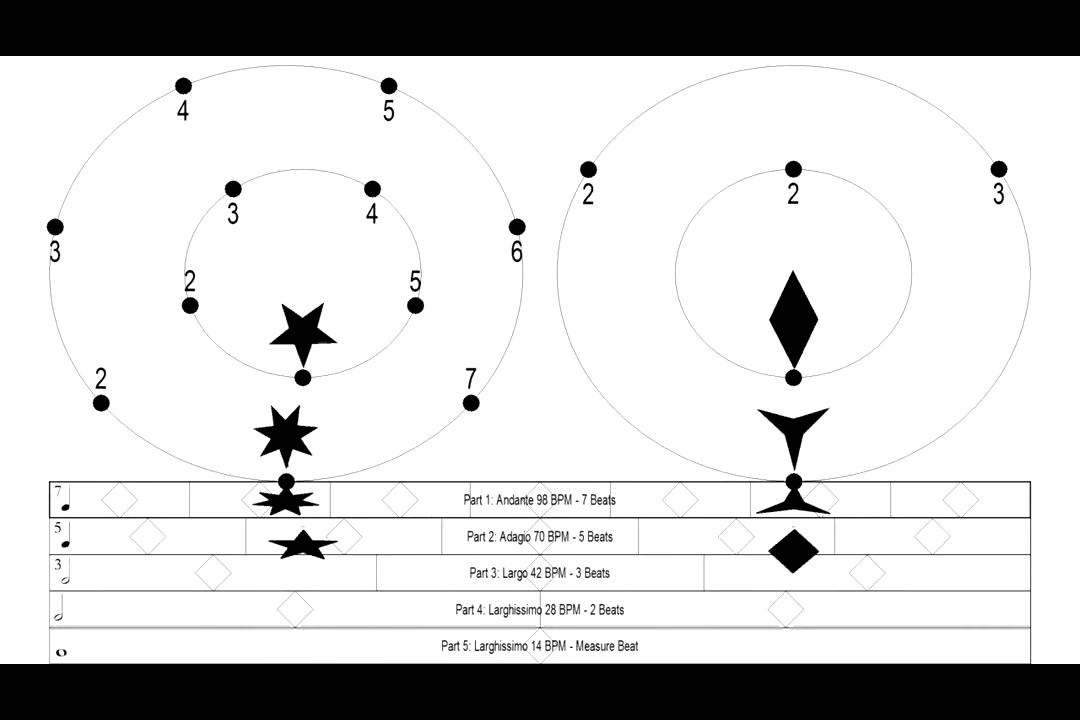 4 5
2 2 3
3 4
3 6
2 5
2 7
7 Part 1: Andante 98 BPM - 7 Beats
5 Part 2: Adagio 70 BPM - 5 Beats
3 Part 3: Largo 42 BPM - 3 Beats
Part 4: Larghissimo 28 BPM - 2 Beats
Part 5: Larghissimo 14 BPM - Measure Beat